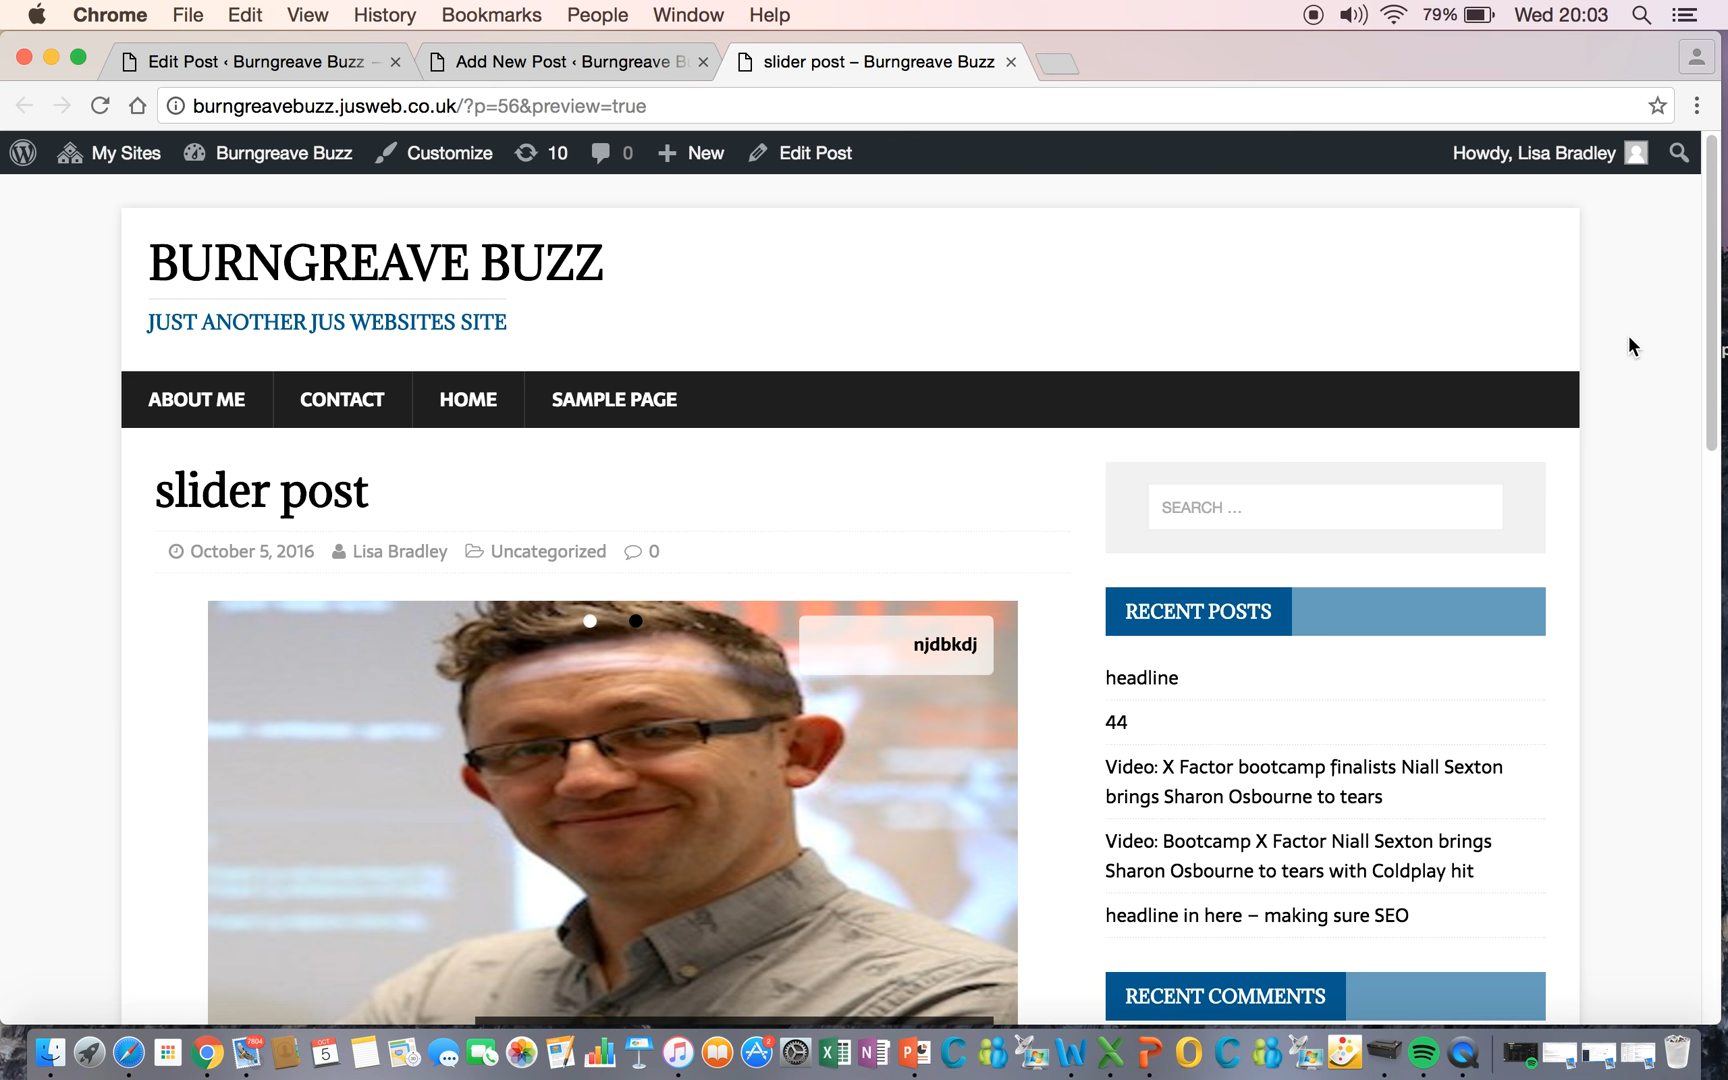 Chrome File Edit View History Bookmarks People Window Help 79% Wed 20:03
Edit Post ‹ Burngreave Buzz – Add New Post ‹ Burngreave B slider post – Burngreave Buzz
burngreavebuzz.jusweb.co.uk/?p=56&preview=true
My Sites Burngreave Buzz Customize 10 0 New Edit Post Howdy, Lisa Bradley
BURNGREAVE BUZZ
JUST ANOTHER JUS WEBSITES SITE
ABOUT ME CONTACT HOME SAMPLE PAGE
slider post
October 5, 2016 Lisa Bradley Uncategorized 0
njdbkdj
SEARCH ...
RECENT POSTS
headline
44
Video: X Factor bootcamp finalists Niall Sexton
brings Sharon Osbourne to tears
Video: Bootcamp X Factor Niall Sexton brings
Sharon Osbourne to tears with Coldplay hit
headline in here – making sure SEO
RECENT COMMENTS
7804
OCT
5
2